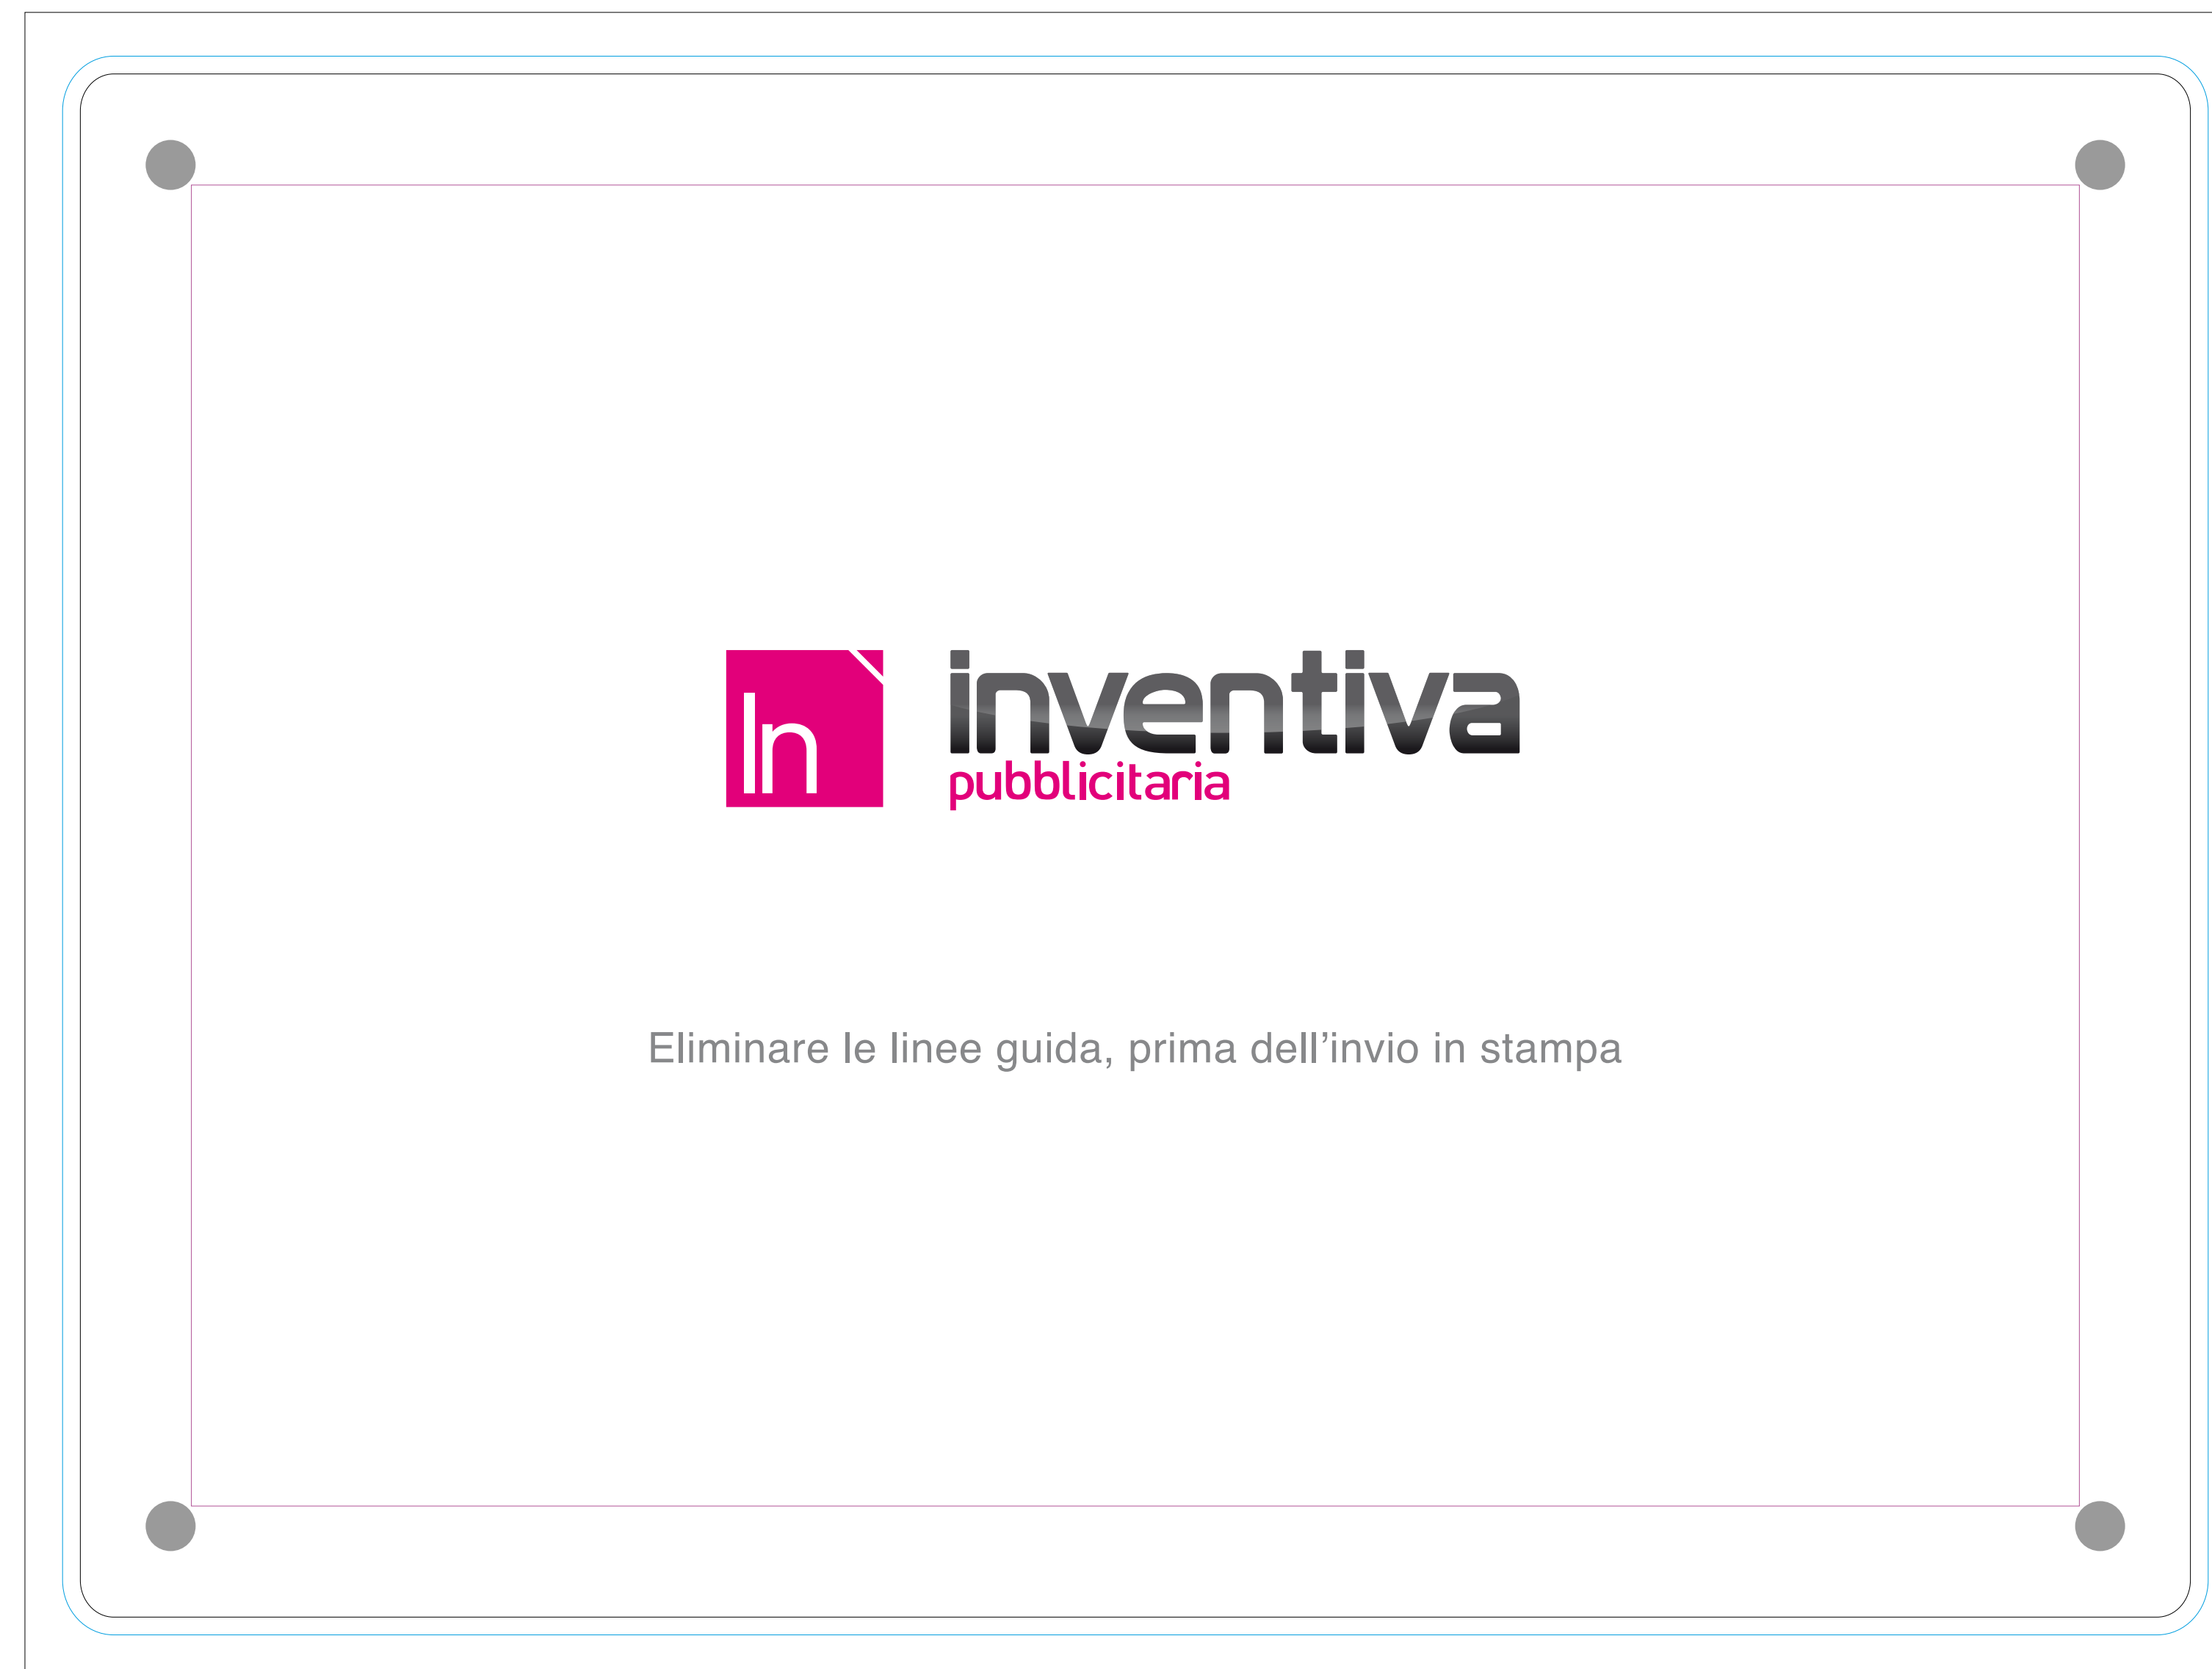 In
inventiva
pubblicitaria
Eliminare le linee guida, prima dell'invio in stampa